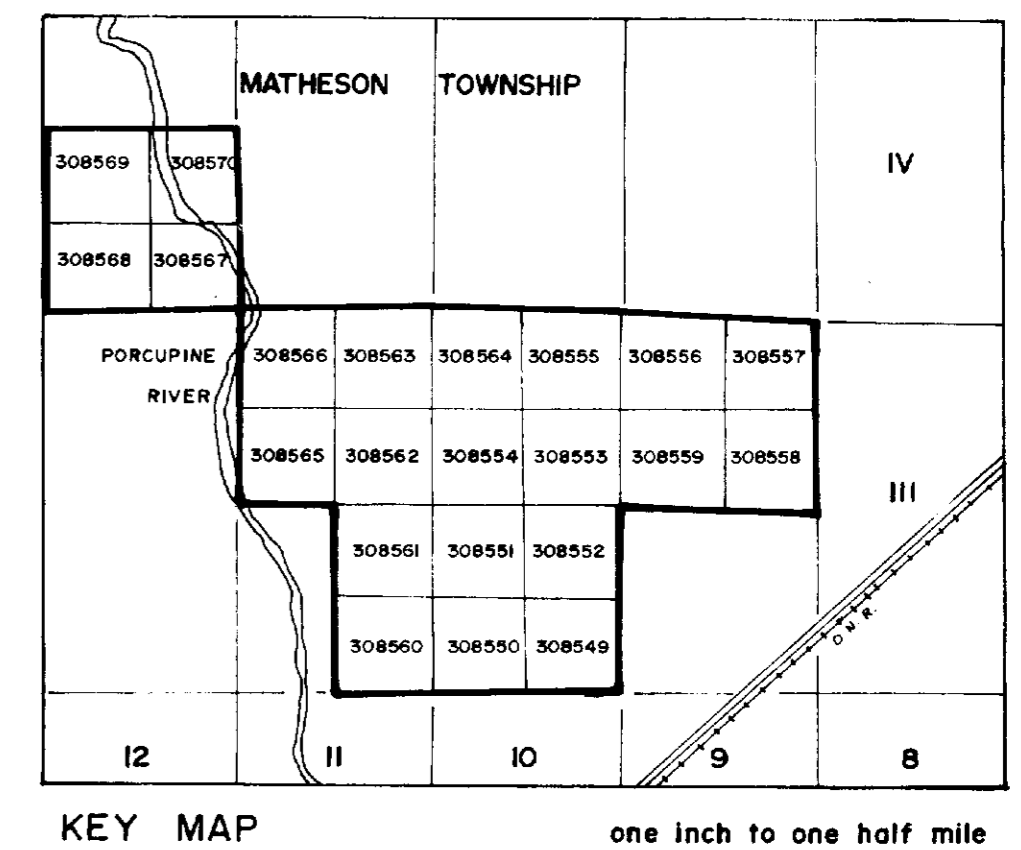 MATHESON TOWNSHIP
308569 308570 IV
308568 308567
PORCUPINE
RIVER
308566 308563 308564 308555 308556 308557
308565 308562 308554 308553 308559 308558
III
308561 308551 308552
O.N.R.
308560 308550 308549
12 11 10 9 8
KEY MAP
one inch to one half mile